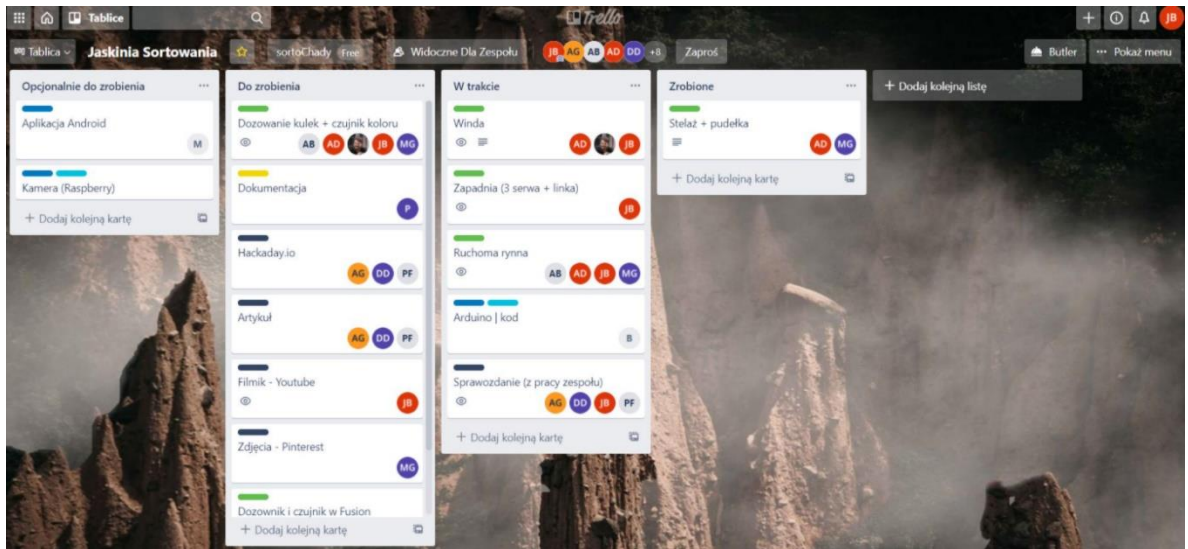 Tablice
Trello
JB
Tablica
Jaskinia Sortowania
sortoChady
Free
Widoczne Dla Zespołu
JB AG AB AD DD +8
Zaproś
Butler
Pokaż menu
Opcjonalnie do zrobienia
Aplikacja Android
M
Kamera (Raspberry)
+ Dodaj kolejną kartę
Do zrobienia
Dozowanie kulek + czujnik koloru
AB AD JB MG
Dokumentacja
P
Hackaday.io
AG DD PF
Artykuł
AG DD PF
Filmik - Youtube
JB
Zdjęcia - Pinterest
MG
Dozownik i czujnik w Fusion
+ Dodaj kolejną kartę
W trakcie
Winda
AD JB
Zapadnia (3 serwa + linka)
JB
Ruchoma rynna
AB AD JB MG
Arduino | kod
B
Sprawozdanie (z pracy zespołu)
AG DD JB PF
+ Dodaj kolejną kartę
Zrobione
Stelaż + pudełka
AD MG
+ Dodaj kolejną kartę
+ Dodaj kolejną listę